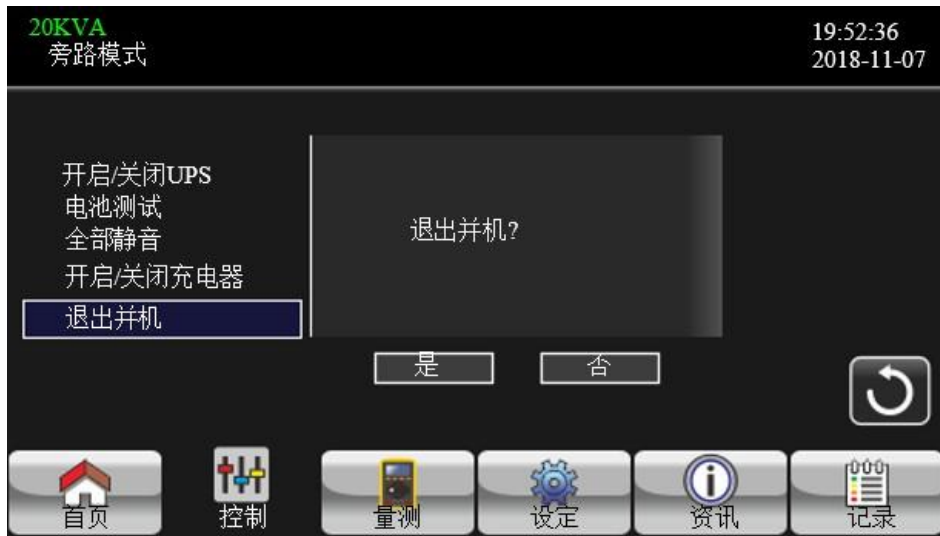 20KVA
旁路模式
19:52:36
2018-11-07
开启/关闭UPS
电池测试
全部静音
开启/关闭充电器
退出并机
退出并机?
是
否
首页
控制
量测
设定
资讯
记录